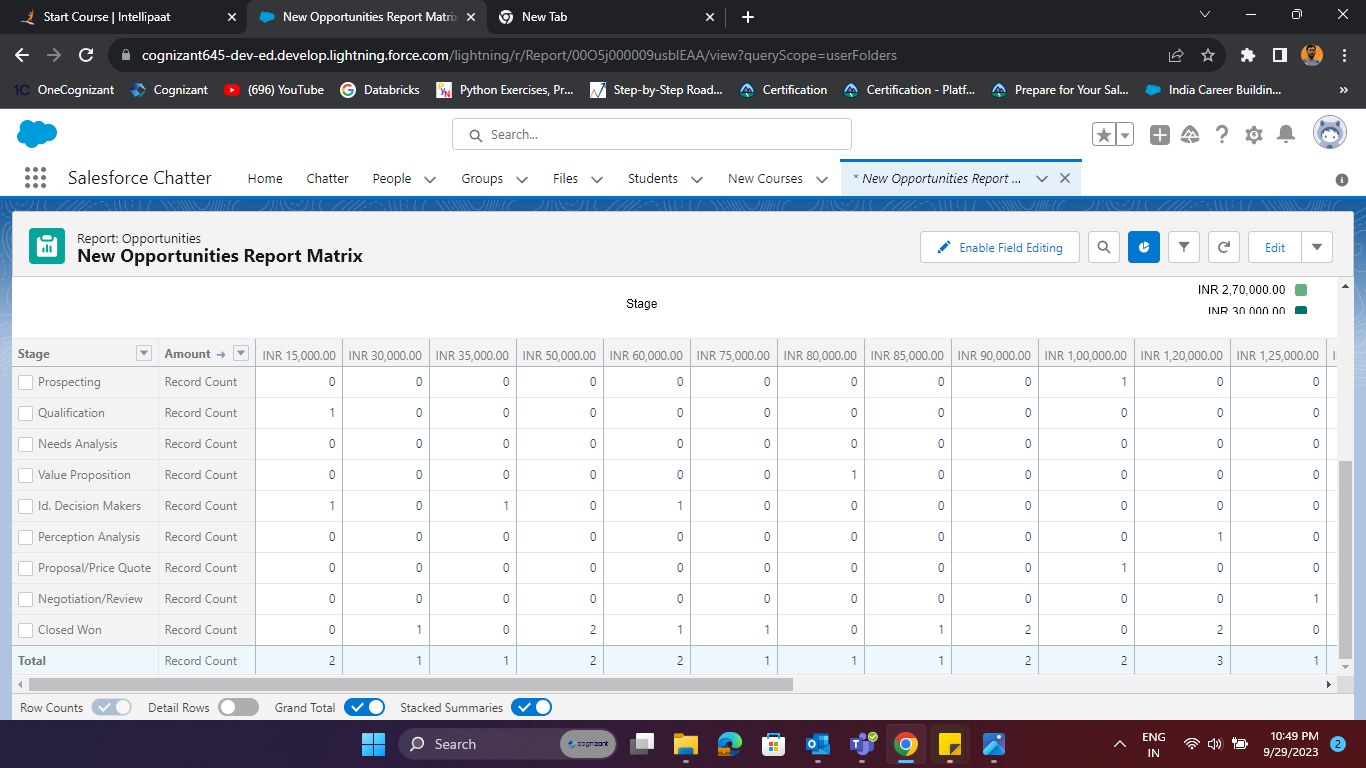 Start Course | Intellipaat
New Opportunities Report Matrix
New Tab
cognizant645-dev-ed.develop.lightning.force.com/lightning/r/Report/00O5j000009usblEAA/view?queryScope=userFolders
1C OneCognizant
Cognizant
(696) YouTube
Databricks
Python Exercises, Pr...
Step-by-Step Road...
Certification
Certification - Platf...
Prepare for Your Sal...
India Career Buildin...
»
Search...
Salesforce Chatter
Home
Chatter
People
Groups
Files
Students
New Courses
* New Opportunities Report ...
Report: Opportunities
New Opportunities Report Matrix
Enable Field Editing
Edit
Stage
INR 2,70,000.00
INR 30,000.00
Stage Amount → INR 15,000.00 INR 30,000.00 INR 35,000.00 INR 50,000.00 INR 60,000.00 INR 75,000.00 INR 80,000.00 INR 85,000.00 INR 90,000.00 INR 1,00,000.00 INR 1,20,000.00 INR 1,25,000.00
Prospecting Record Count 0 0 0 0 0 0 0 0 0 1 0 0
Qualification Record Count 1 0 0 0 0 0 0 0 0 0 0 0
Needs Analysis Record Count 0 0 0 0 0 0 0 0 0 0 0 0
Value Proposition Record Count 0 0 0 0 0 0 1 0 0 0 0 0
Id. Decision Makers Record Count 1 0 1 0 1 0 0 0 0 0 0 0
Perception Analysis Record Count 0 0 0 0 0 0 0 0 0 0 1 0
Proposal/Price Quote Record Count 0 0 0 0 0 0 0 0 0 1 0 0
Negotiation/Review Record Count 0 0 0 0 0 0 0 0 0 0 0 1
Closed Won Record Count 0 1 0 2 1 1 0 1 2 0 2 0
Total Record Count 2 1 1 2 2 1 1 1 2 2 3 1
Row Counts
Detail Rows
Grand Total
Stacked Summaries
Search
cognizant
ENG
IN
10:49 PM
9/29/2023
2